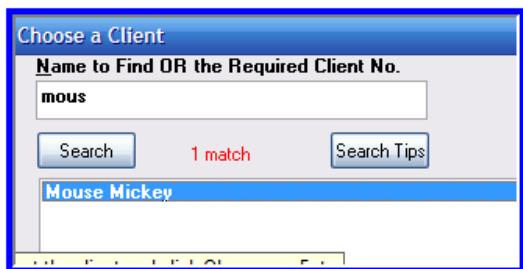 Choose a Client
Name to Find OR the Required Client No.
mous
Search 1 match Search Tips
Mouse Mickey